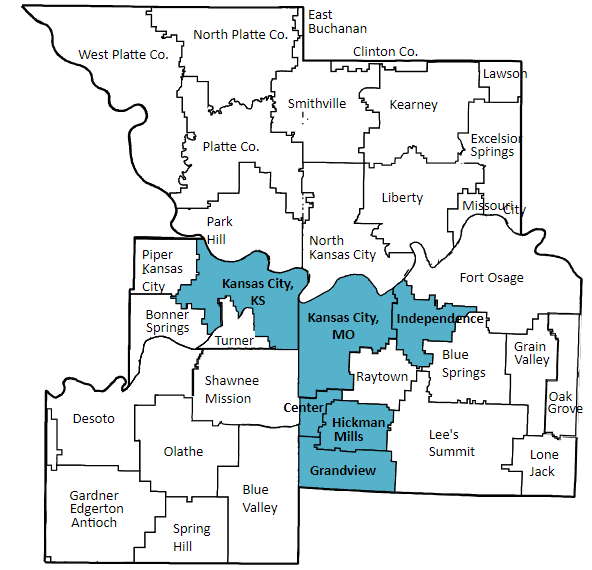 East
Buchanan
North Platte Co.
West Platte Co.
Clinton Co.
Lawson
Smithville
Kearney
Excelsior
Springs
Platte Co.
Liberty
Missouri
City
Park
Hill
North
Kansas City
Piper
Kansas
City
Kansas City,
KS
Fort Osage
Bonner
Springs
Turner
Kansas City,
MO
Independence
Grain
Valley
Blue
Springs
Raytown
Shawnee
Mission
Oak
Grove
Center
Desoto
Hickman
Mills
Lee's
Summit
Olathe
Lone
Jack
Grandview
Gardner
Edgerton
Antioch
Blue
Valley
Spring
Hill